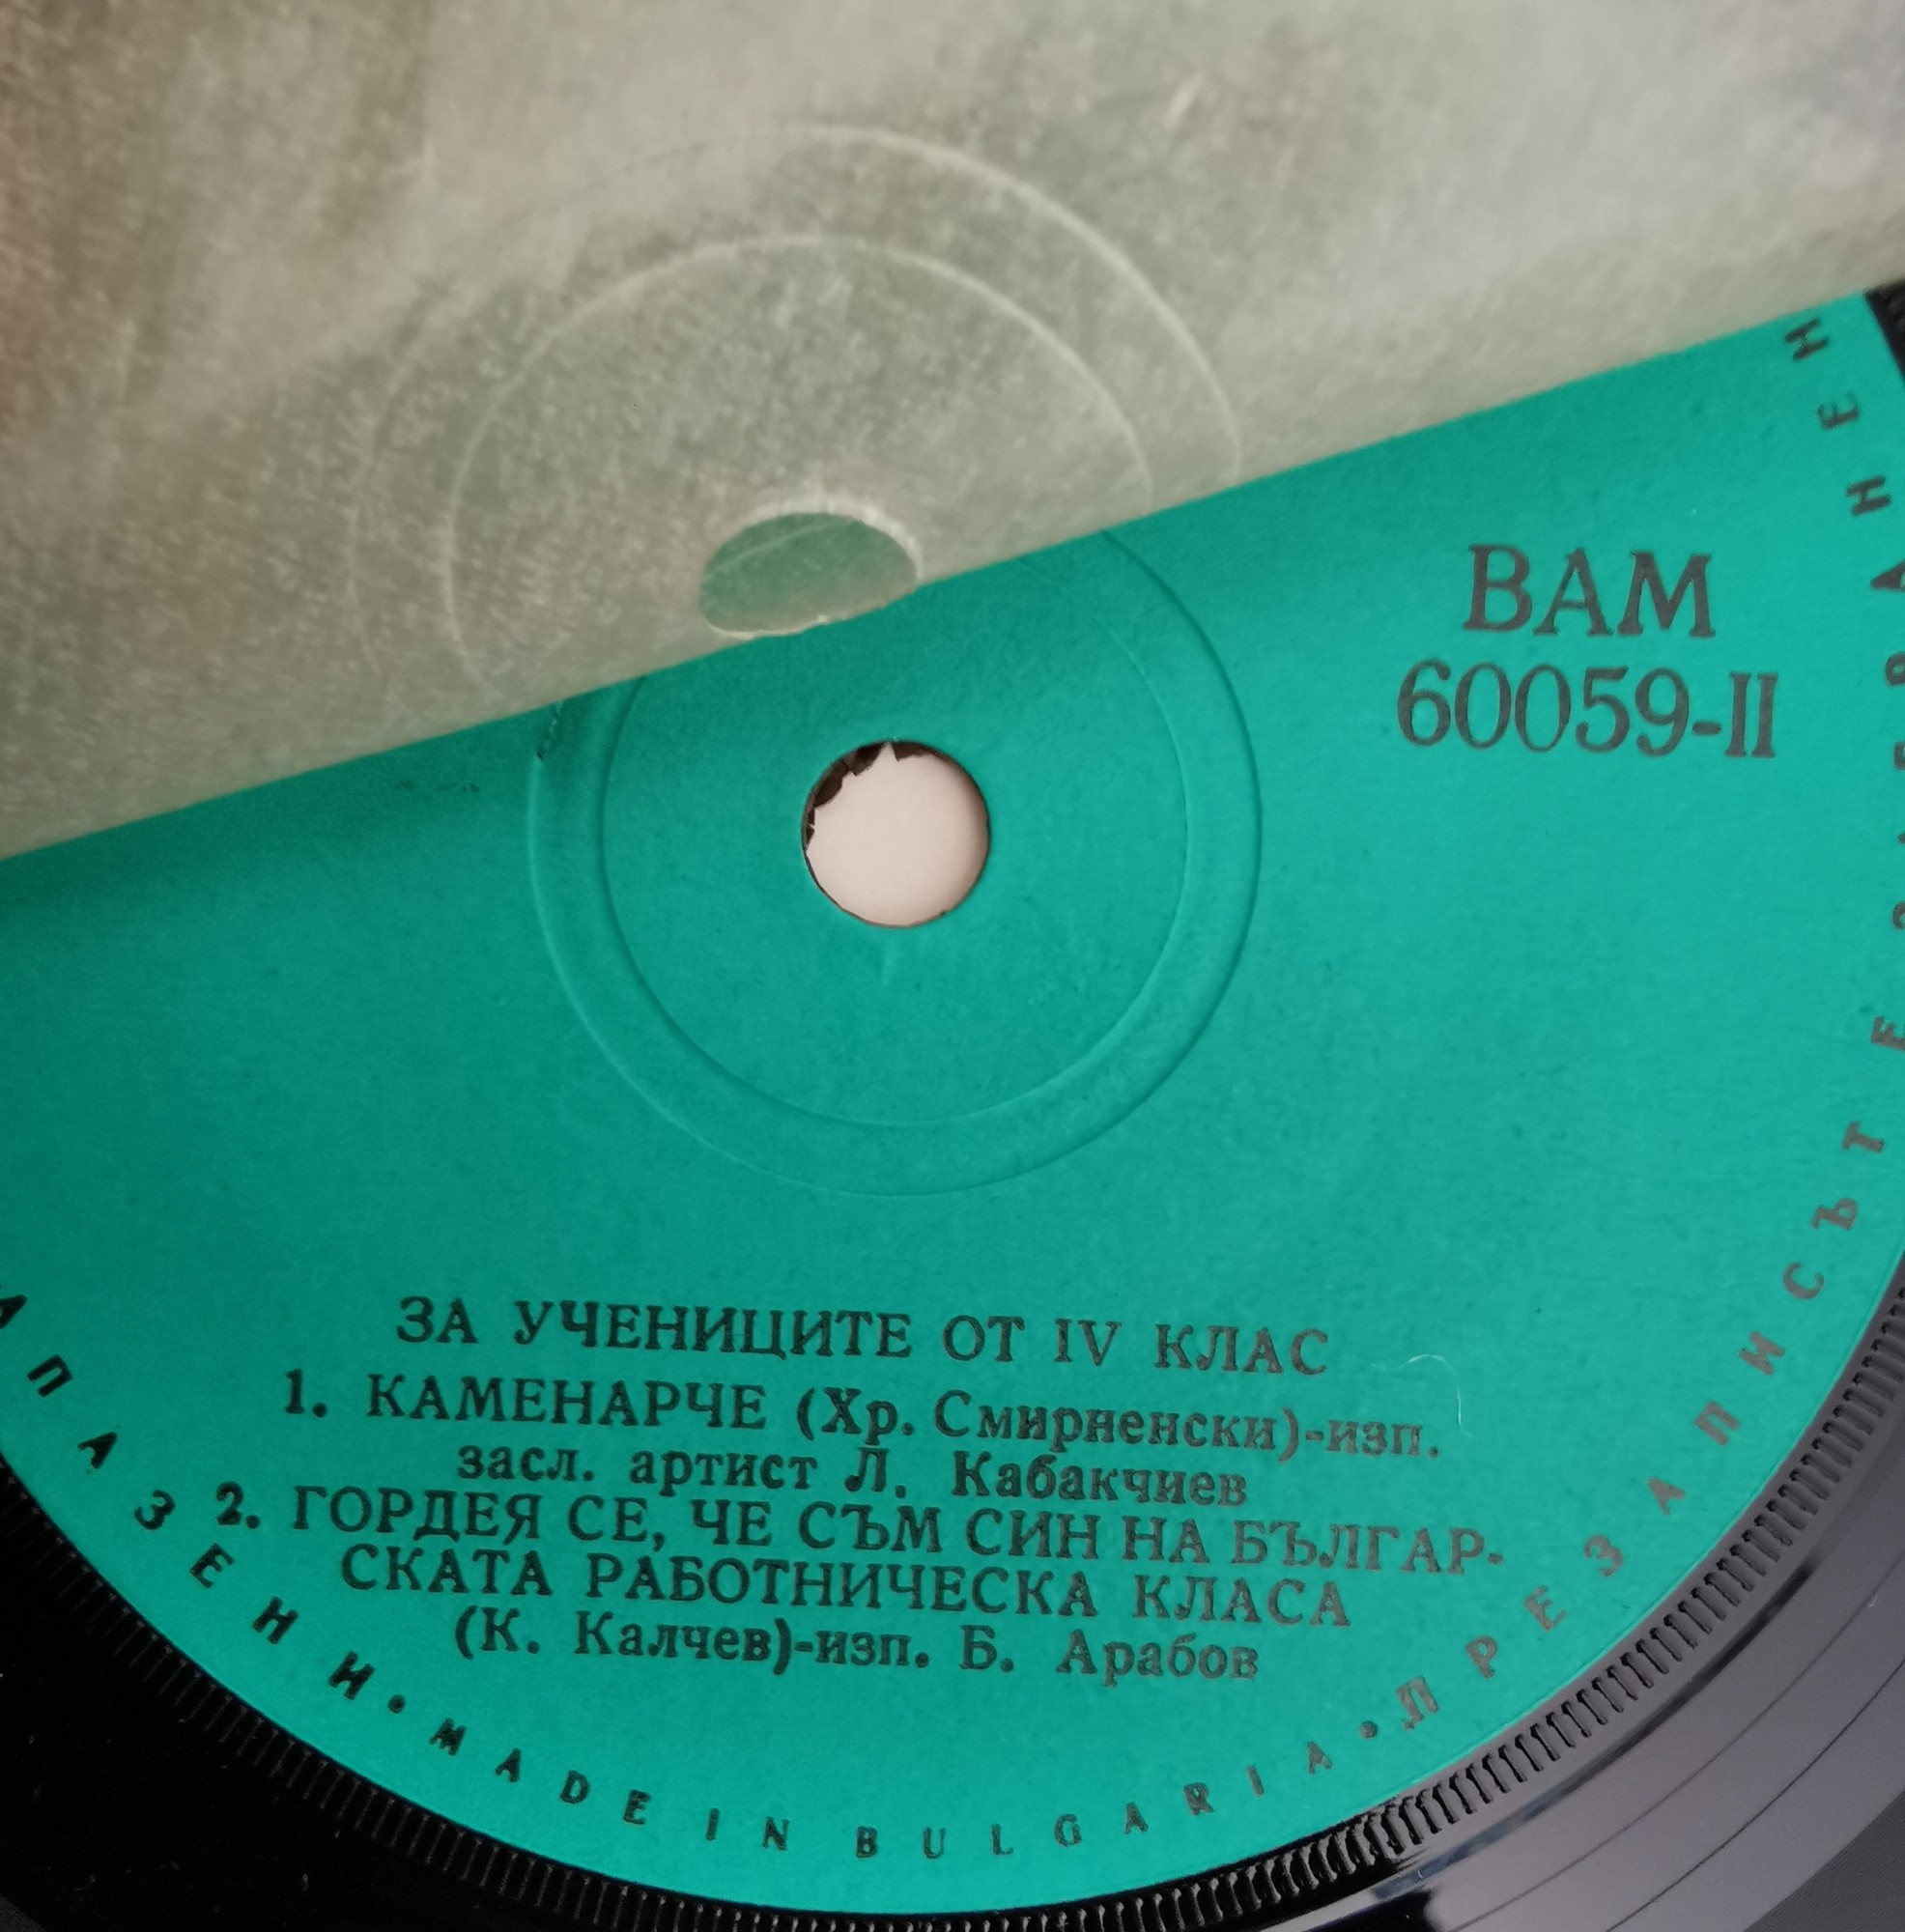 ВАМ
60059-II
ЗА УЧЕНИЦИТЕ ОТ IV КЛАС
1. КАМЕНАРЧЕ (Хр. Смирненски)-изп.
засл. артист Л. Кабакчиев
2. ГОРДЕЯ СЕ, ЧЕ СЪМ СИН НА БЪЛГАР-
СКАТА РАБОТНИЧЕСКА КЛАСА
(К. Калчев)-изп. Б. Арабов
АПАЗЕНИ • MADE IN BULGARIA • ПРЕЗАПИСЪТ Е